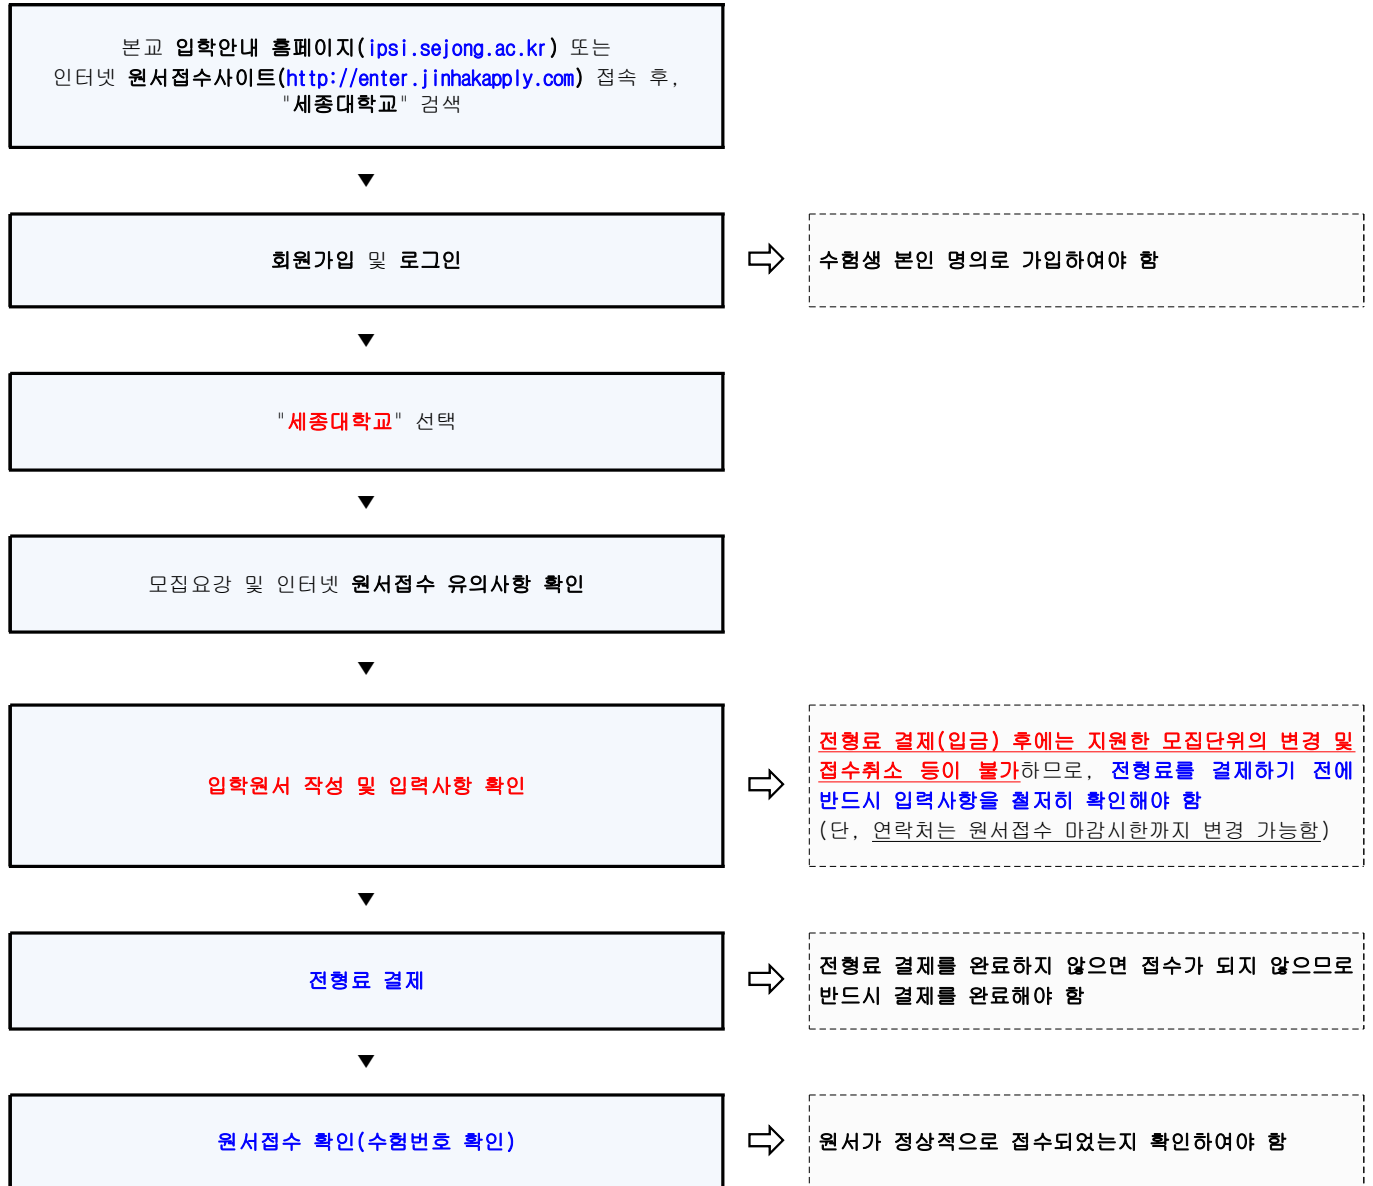 본교 입학안내 홈페이지(ipsi.sejong.ac.kr) 또는
인터넷 원서접수사이트(http://enter.jinhakapply.com) 접속 후,
"세종대학교" 검색
▼
회원가입 및 로그인
수험생 본인 명의로 가입하여야 함
▼
"세종대학교" 선택
▼
모집요강 및 인터넷 원서접수 유의사항 확인
▼
입학원서 작성 및 입력사항 확인
전형료 결제(입금) 후에는 지원한 모집단위의 변경 및
접수취소 등이 불가하므로, 전형료를 결제하기 전에
반드시 입력사항을 철저히 확인해야 함
(단, 연락처는 원서접수 마감시한까지 변경 가능함)
▼
전형료 결제
전형료 결제를 완료하지 않으면 접수가 되지 않으므로
반드시 결제를 완료해야 함
▼
원서접수 확인(수험번호 확인)
원서가 정상적으로 접수되었는지 확인하여야 함